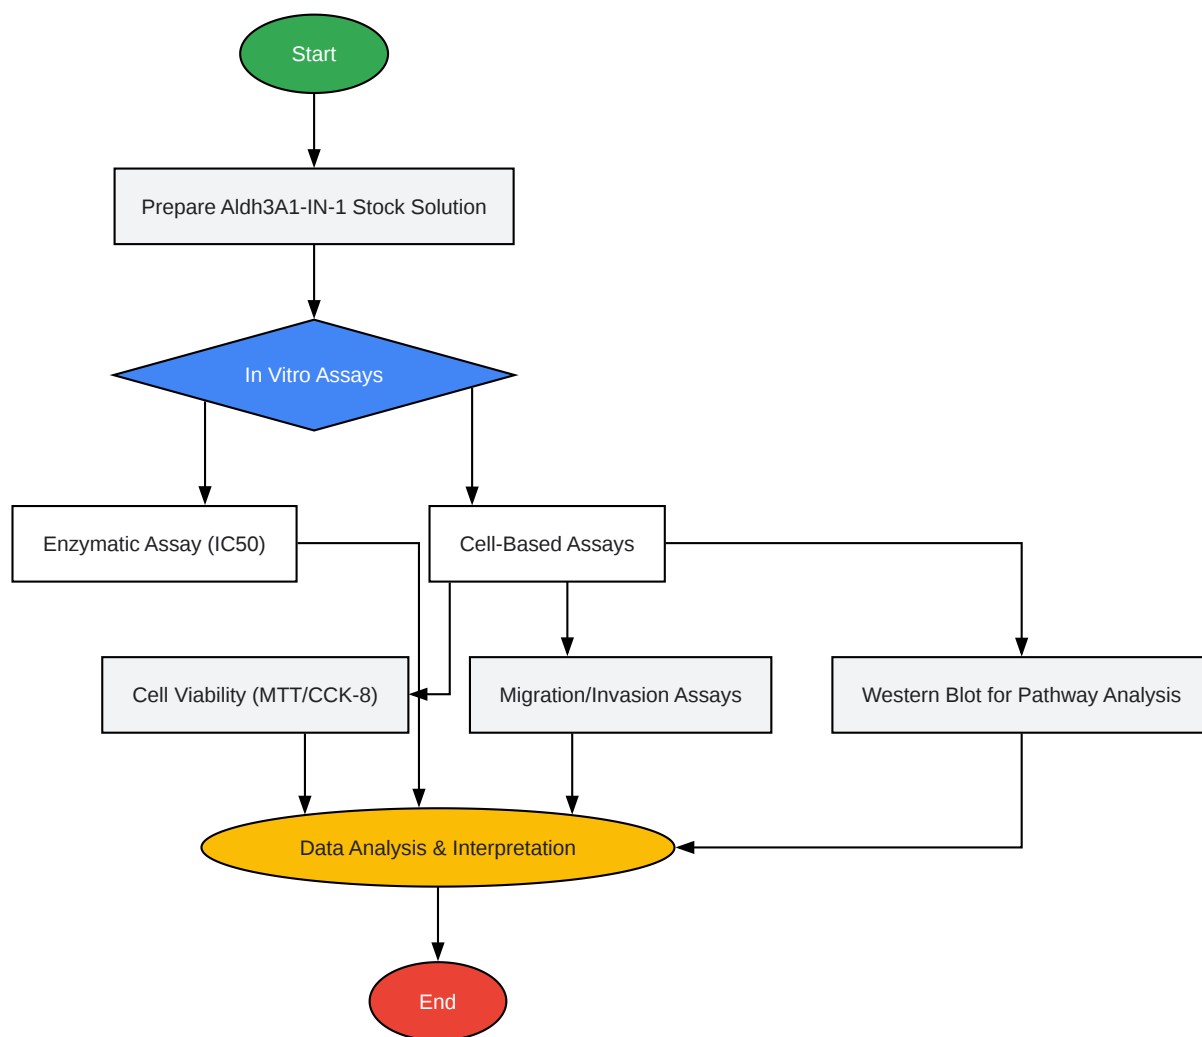 Start
Prepare Aldh3A1-IN-1 Stock Solution
In Vitro Assays
Enzymatic Assay (IC50)
Cell-Based Assays
Cell Viability (MTT/CCK-8)
Migration/Invasion Assays
Western Blot for Pathway Analysis
Data Analysis & Interpretation
End